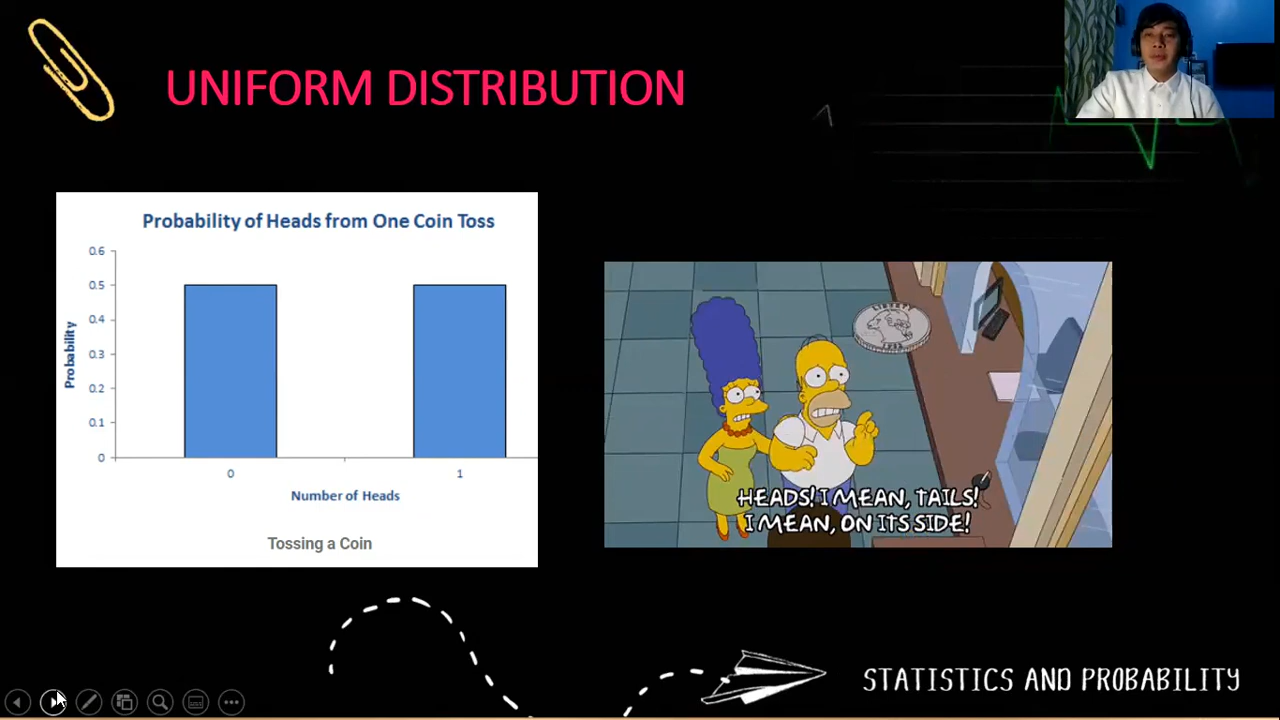 UNIFORM DISTRIBUTION
Probability of Heads from One Coin Toss
0.6
0.5
0.4
0.3
0.2
0.1
0
Probability
0
1
Number of Heads
Tossing a Coin
LIBERTY
HEADS! I MEAN, TAILS!
I MEAN, ON ITS SIDE!
STATISTICS AND PROBABILITY